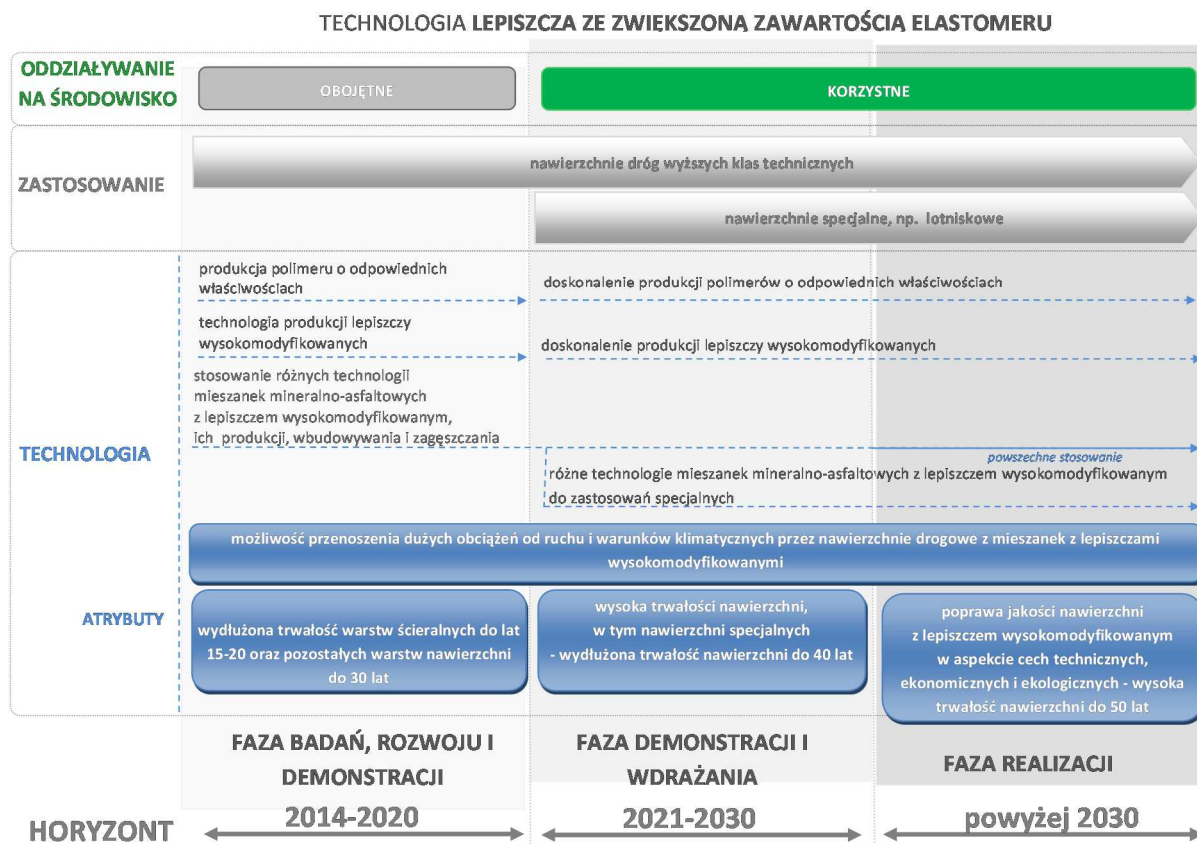 TECHNOLOGIA LEPISZCZA ZE ZWIĘKSZONĄ ZAWARTOŚCIĄ ELASTOMERU
ODDZIAŁYWANIE
NA ŚRODOWISKO
OBOJĘTNE
KORZYSTNE
ZASTOSOWANIE
nawierzchnie dróg wyższych klas technicznych
nawierzchnie specjalne, np. lotniskowe
TECHNOLOGIA
produkcja polimeru o odpowiednich
właściwościach
doskonalenie produkcji polimerów o odpowiednich właściwościach
technologia produkcji lepiszczy
wysokomodyfikowanych
doskonalenie produkcji lepiszczy wysokomodyfikowanych
stosowanie różnych technologii
mieszanek mineralno-asfaltowych
z lepiszczem wysokomodyfikowanym,
ich produkcji, wbudowywania i zagęszczania
powszechne stosowanie
różne technologie mieszanek mineralno-asfaltowych z lepiszczem wysokomodyfikowanym
do zastosowań specjalnych
ATRYBUTY
możliwość przenoszenia dużych obciążeń od ruchu i warunków klimatycznych przez nawierzchnie drogowe z mieszanek z lepiszczami
wysokomodyfikowanymi
wydłużona trwałość warstw ścieralnych do lat
15-20 oraz pozostałych warstw nawierzchni
do 30 lat
wysoka trwałości nawierzchni,
w tym nawierzchni specjalnych
- wydłużona trwałość nawierzchni do 40 lat
poprawa jakości nawierzchni
z lepiszczem wysokomodyfikowanym
w aspekcie cech technicznych,
ekonomicznych i ekologicznych - wysoka
trwałość nawierzchni do 50 lat
FAZA BADAŃ, ROZWOJU I
DEMONSTRACJI
FAZA DEMONSTRACJI I
WDRAŻANIA
FAZA REALIZACJI
HORYZONT
2014-2020
2021-2030
powyżej 2030